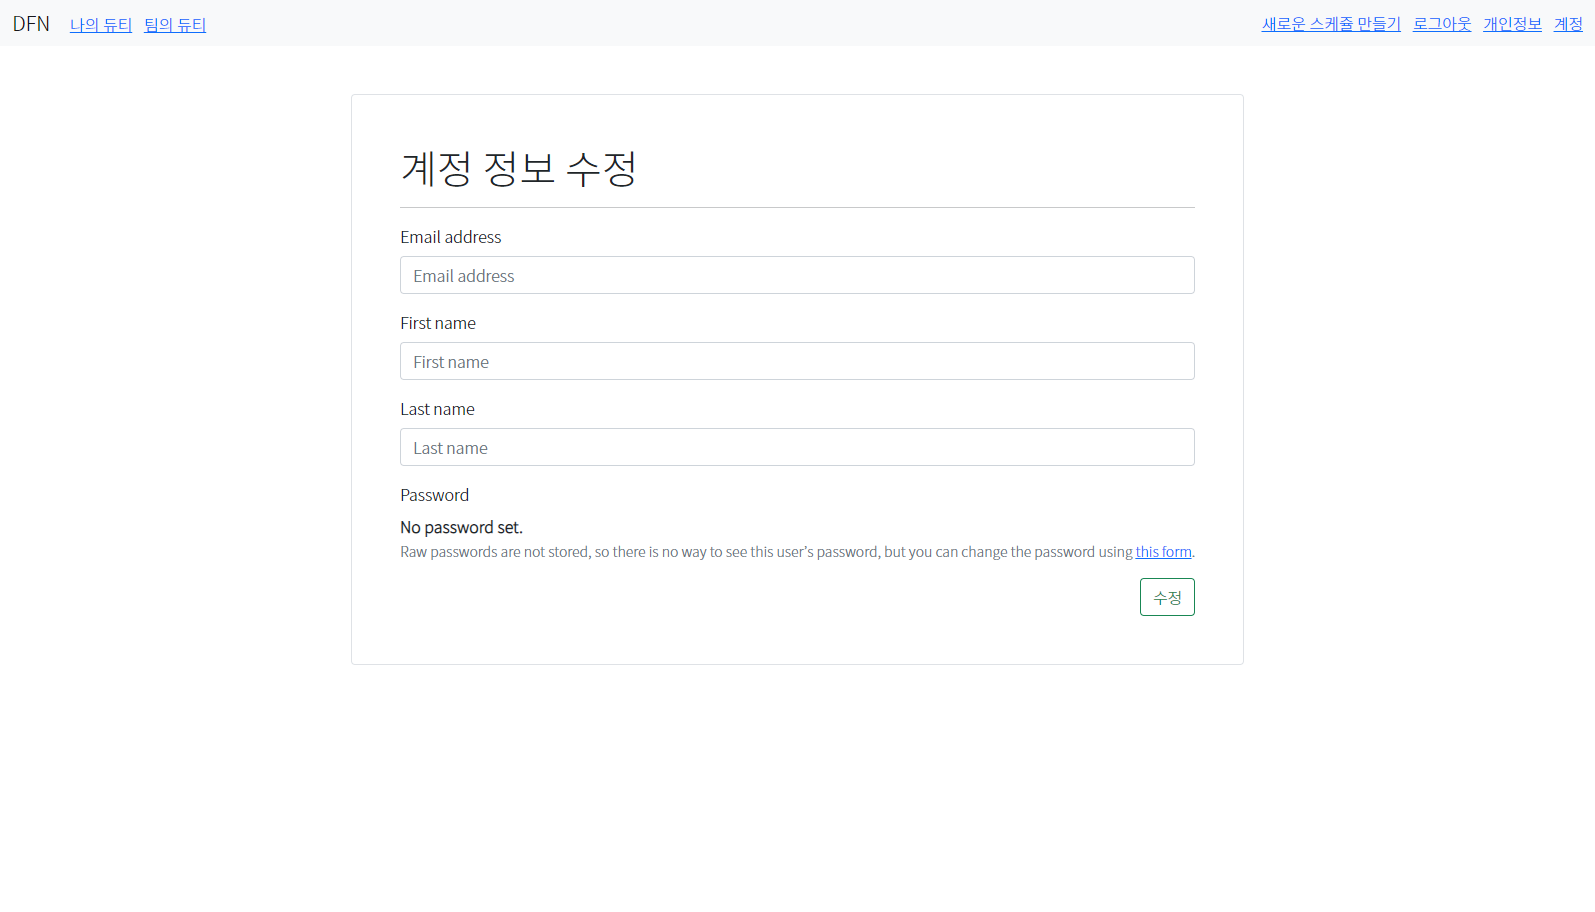 DFN 나의 듀티 팀의 듀티 새로운 스케쥴 만들기 로그아웃 개인정보 계정
계정 정보 수정
Email address
Email address
First name
First name
Last name
Last name
Password
No password set.
Raw passwords are not stored, so there is no way to see this user’s password, but you can change the password using this form.
수정